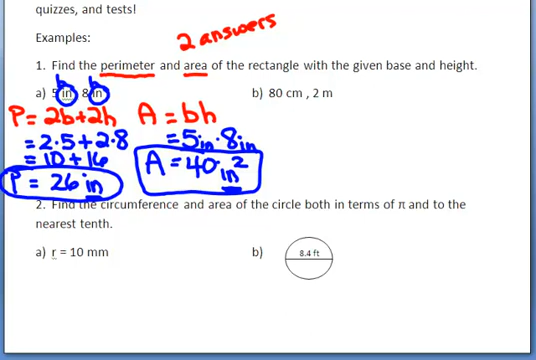 quizzes, and tests!
Examples:
2 answers
1. Find the perimeter and area of the rectangle with the given base and height.
b h
a) 5 in 8 in
b) 80 cm , 2 m
P = 2b+2h
= 2·5+2·8
= 10 + 16
P = 26 in
A = bh
= 5in · 8in
A = 40 in²
2. Find the circumference and area of the circle both in terms of π and to the
nearest tenth.
a) r = 10 mm
b)
8.4 ft